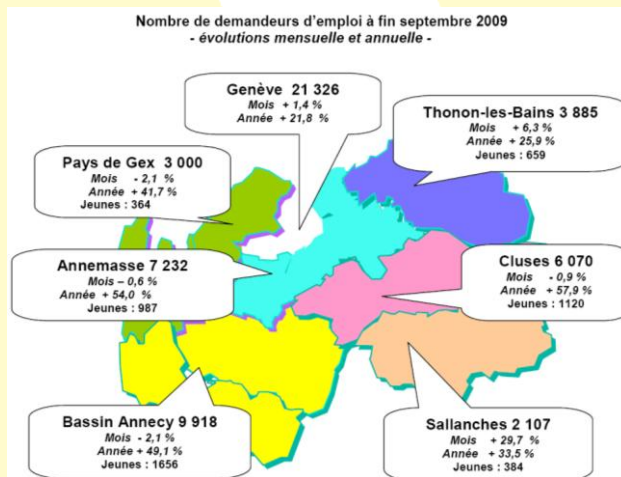 Nombre de demandeurs d'emploi à fin septembre 2009
- évolutions mensuelle et annuelle -
Genève 21 326
Mois + 1,4 %
Année + 21,8 %
Thonon-les-Bains 3 885
Mois + 6,3 %
Année + 25,9 %
Jeunes : 659
Pays de Gex 3 000
Mois - 2,1 %
Année + 41,7 %
Jeunes : 364
Annemasse 7 232
Mois – 0,6 %
Année + 54,0 %
Jeunes : 987
Cluses 6 070
Mois - 0,9 %
Année + 57,9 %
Jeunes : 1120
Bassin Annecy 9 918
Mois - 2,1 %
Année + 49,1 %
Jeunes : 1656
Sallanches 2 107
Mois + 29,7 %
Année + 33,5 %
Jeunes : 384